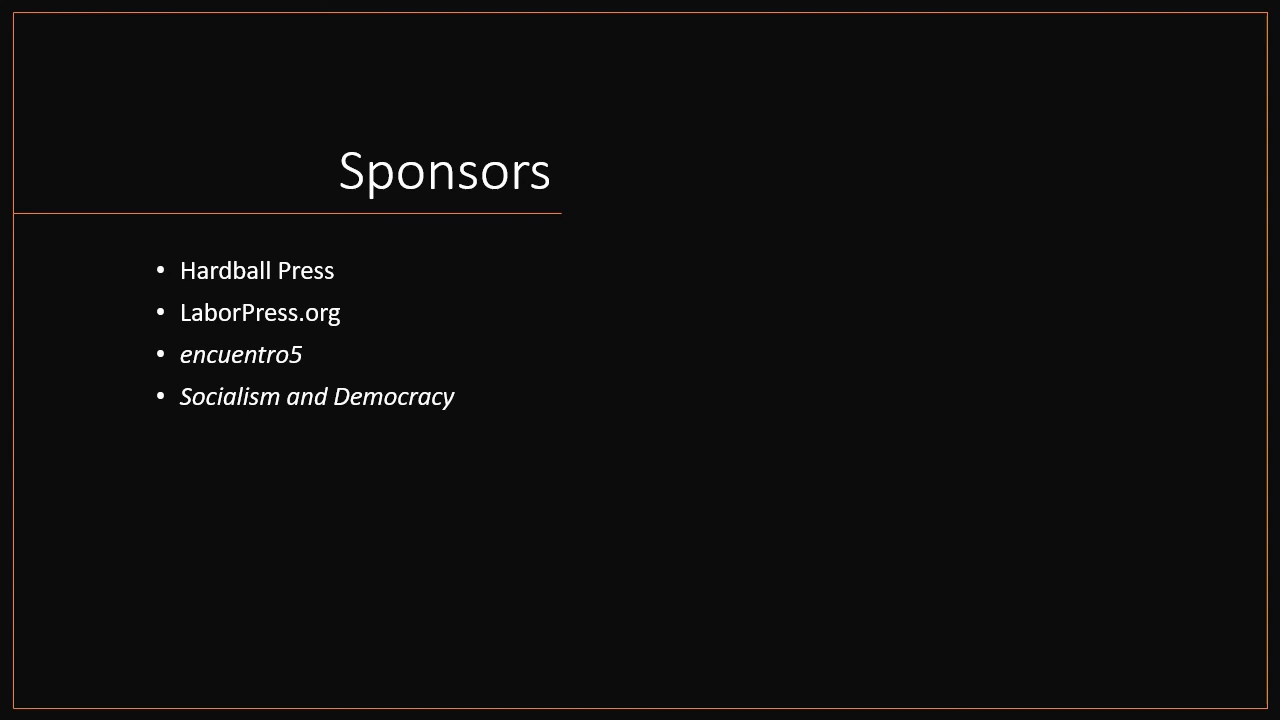 Sponsors
• Hardball Press
• LaborPress.org
• encuentro5
• Socialism and Democracy